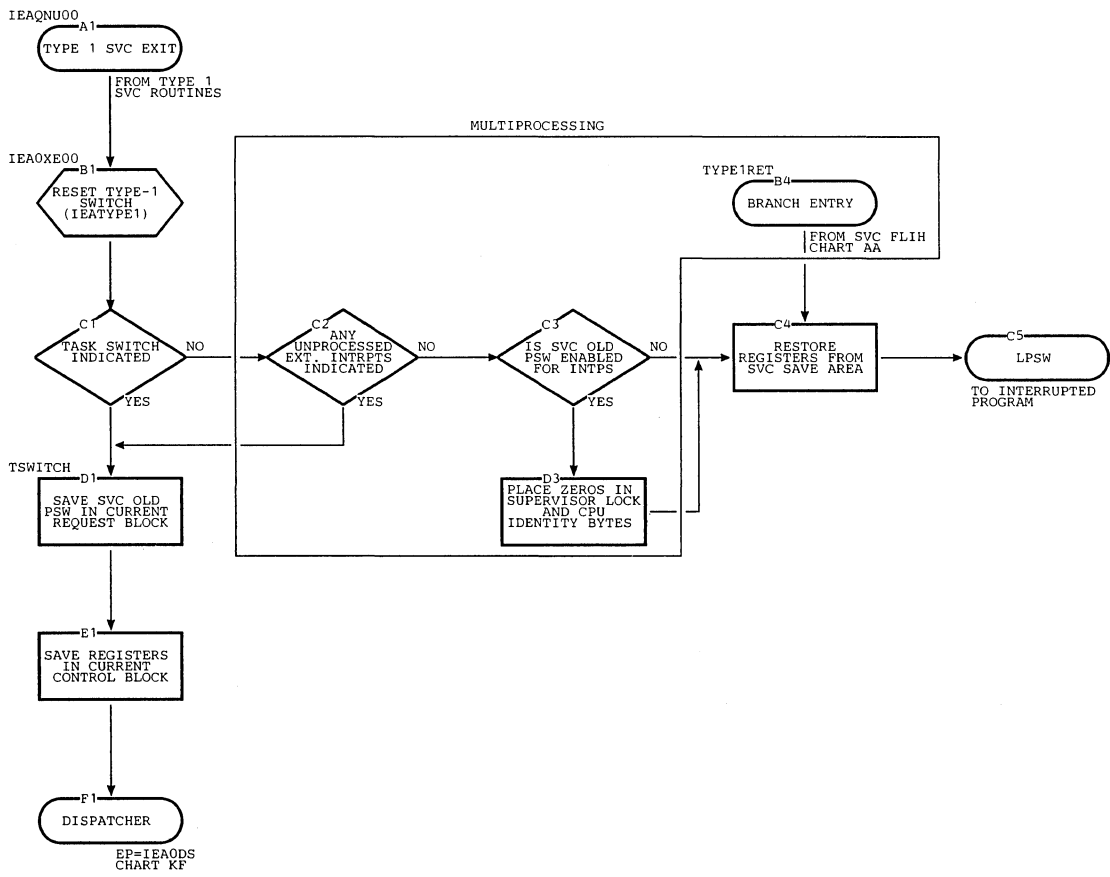 IEAQNU00
A1
TYPE 1 SVC EXIT
FROM TYPE 1
SVC ROUTINES
MULTIPROCESSING
IEA0XE00
B1
RESET TYPE-1
SWITCH
(IEATYPE1)
TYPE1RET
B4
BRANCH ENTRY
FROM SVC FLIH
CHART AA
C1
TASK SWITCH
INDICATED
NO
YES
C2
ANY
UNPROCESSED
EXT. INTRPTS
INDICATED
NO
YES
C3
IS SVC OLD
PSW ENABLED
FOR INTPS
NO
YES
C4
RESTORE
REGISTERS FROM
SVC SAVE AREA
C5
LPSW
TO INTERRUPTED
PROGRAM
TSWITCH
D1
SAVE SVC OLD
PSW IN CURRENT
REQUEST BLOCK
D3
PLACE ZEROS IN
SUPERVISOR LOCK
AND CPU
IDENTITY BYTES
E1
SAVE REGISTERS
IN CURRENT
CONTROL BLOCK
F1
DISPATCHER
EP=IEA0DS
CHART KF